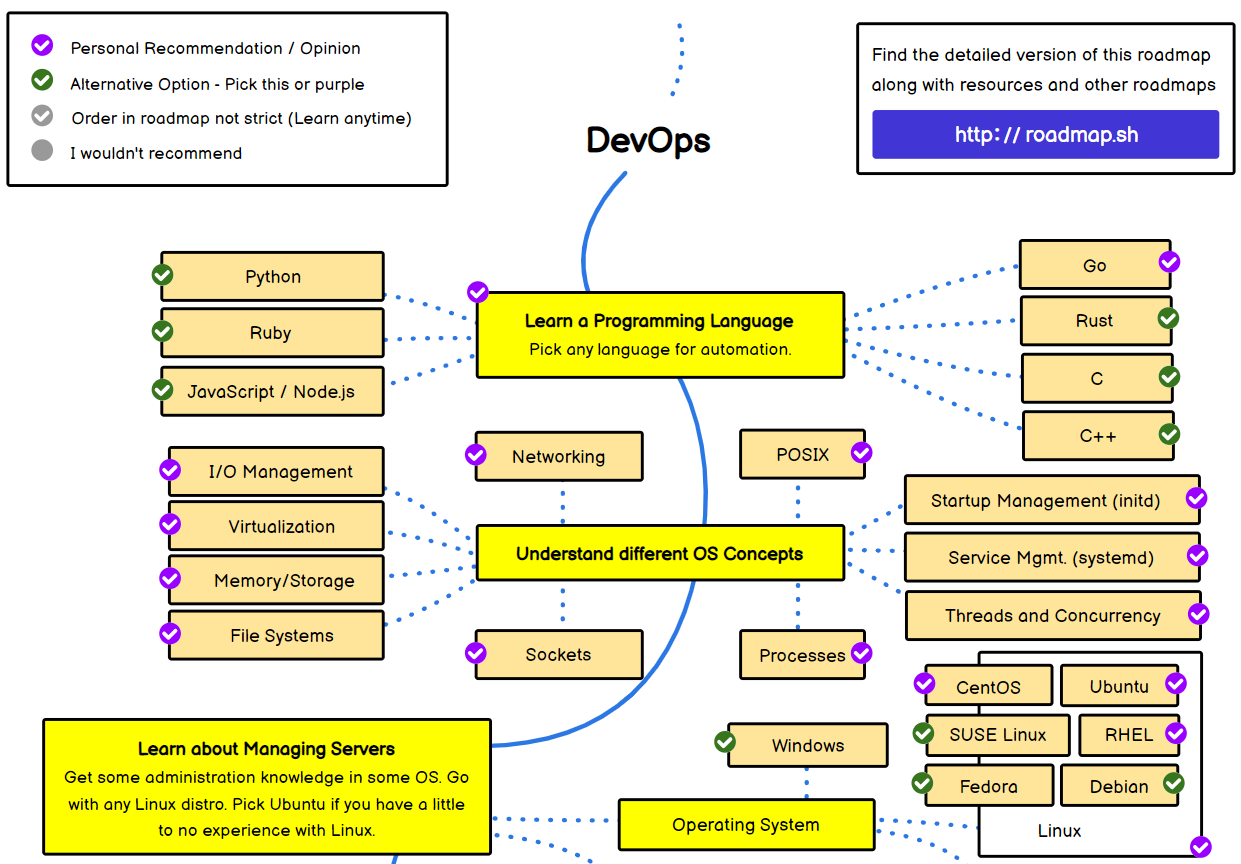 Personal Recommendation / Opinion
Alternative Option - Pick this or purple
Order in roadmap not strict (Learn anytime)
I wouldn't recommend
Find the detailed version of this roadmap
along with resources and other roadmaps
http://roadmap.sh
DevOps
Python
Ruby
JavaScript / Node.js
Learn a Programming Language
Pick any language for automation.
Go
Rust
C
C++
I/O Management
Virtualization
Memory/Storage
File Systems
Networking
POSIX
Understand different OS Concepts
Sockets
Processes
Startup Management (initd)
Service Mgmt. (systemd)
Threads and Concurrency
Learn about Managing Servers
Get some administration knowledge in some OS. Go
with any Linux distro. Pick Ubuntu if you have a little
to no experience with Linux.
Windows
Operating System
CentOS
Ubuntu
SUSE Linux
RHEL
Fedora
Debian
Linux